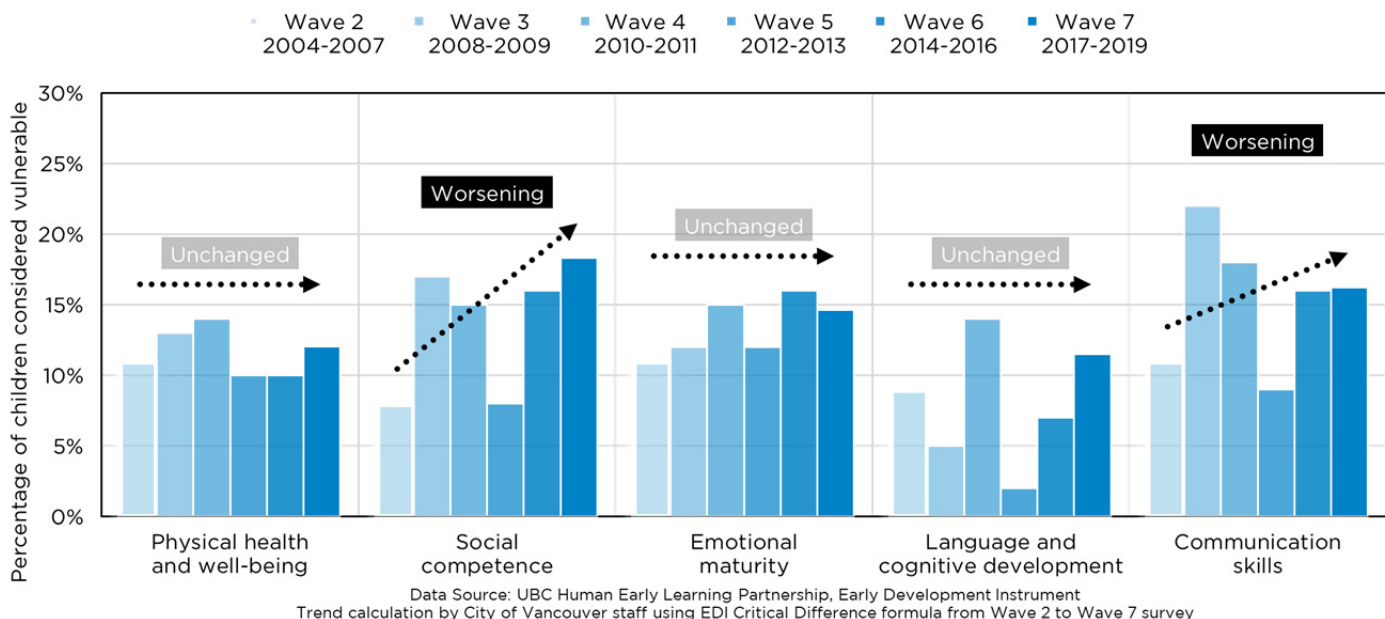 Wave 2 Wave 3 Wave 4 Wave 5 Wave 6 Wave 7
2004-2007 2008-2009 2010-2011 2012-2013 2014-2016 2017-2019
Percentage of children considered vulnerable
30%
25%
20%
15%
10%
5%
0%
Unchanged
Worsening
Unchanged
Unchanged
Worsening
Physical health
and well-being
Social
competence
Emotional
maturity
Language and
cognitive development
Communication
skills
Data Source: UBC Human Early Learning Partnership, Early Development Instrument
Trend calculation by City of Vancouver staff using EDI Critical Difference formula from Wave 2 to Wave 7 survey